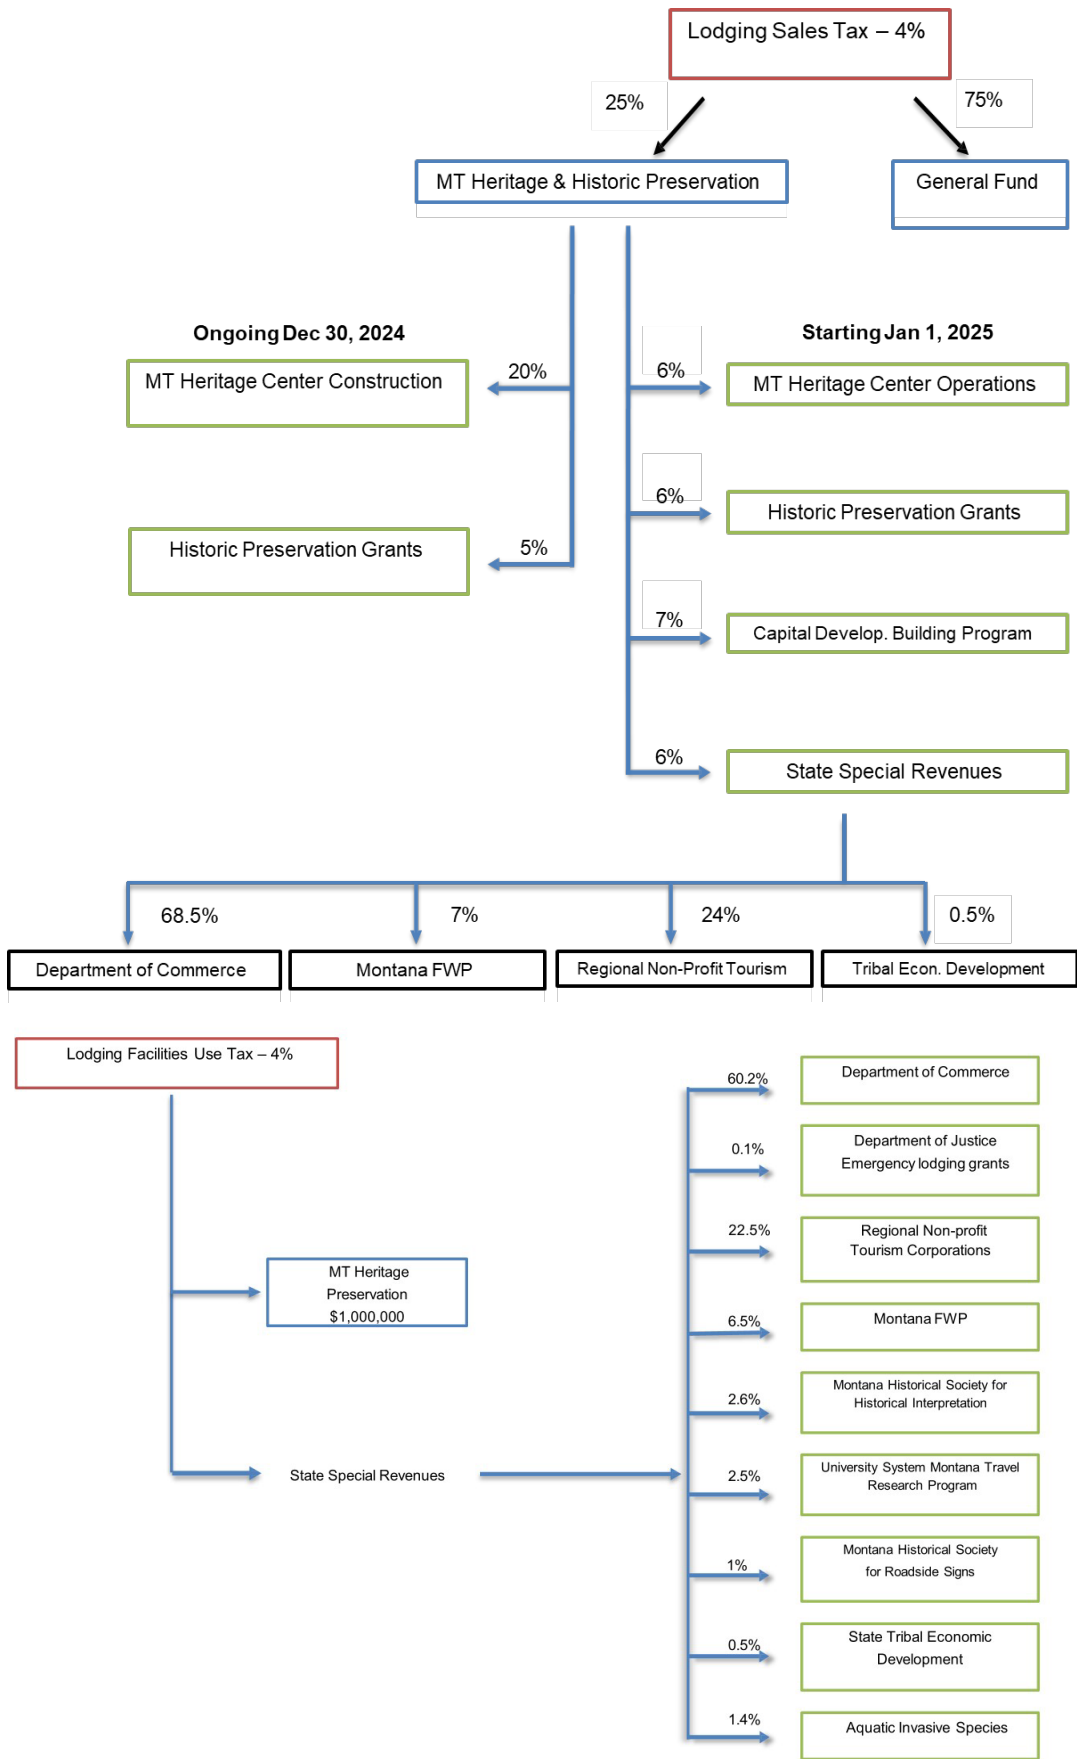 Lodging Sales Tax – 4%
25%
75%
MT Heritage & Historic Preservation
General Fund
Ongoing Dec 30, 2024
Starting Jan 1, 2025
MT Heritage Center Construction
20%
6%
MT Heritage Center Operations
6%
Historic Preservation Grants
Historic Preservation Grants
5%
7%
Capital Develop. Building Program
6%
State Special Revenues
68.5%
7%
24%
0.5%
Department of Commerce
Montana FWP
Regional Non-Profit Tourism
Tribal Econ. Development
Lodging Facilities Use Tax – 4%
MT Heritage
Preservation
$1,000,000
State Special Revenues
60.2%
Department of Commerce
0.1%
Department of Justice
Emergency lodging grants
22.5%
Regional Non-profit
Tourism Corporations
6.5%
Montana FWP
2.6%
Montana Historical Society for
Historical Interpretation
2.5%
University System Montana Travel
Research Program
1%
Montana Historical Society
for Roadside Signs
0.5%
State Tribal Economic
Development
1.4%
Aquatic Invasive Species